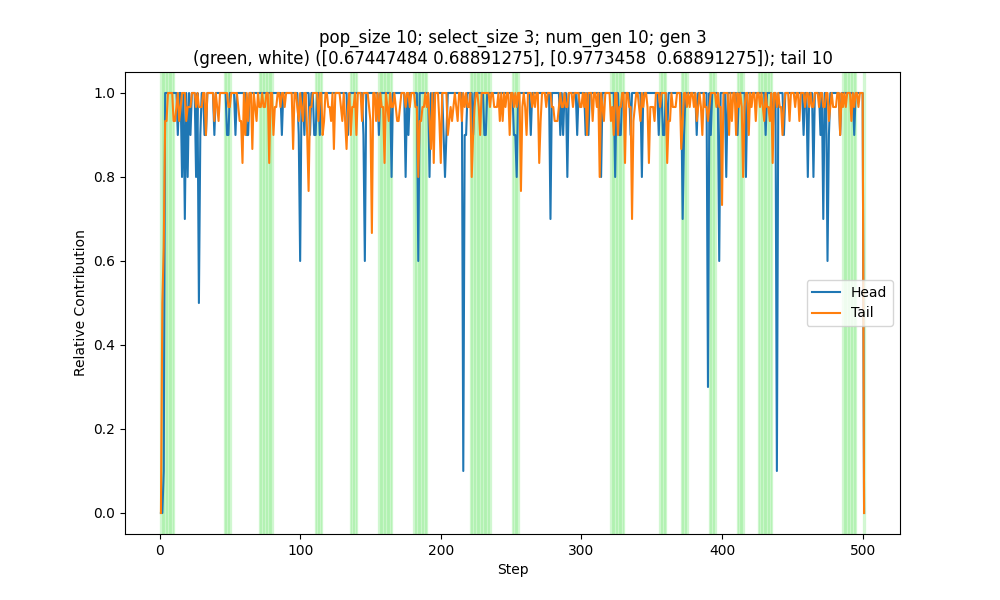 pop_size 10; select_size 3; num_gen 10; gen 3
(green, white) ([0.67447484 0.68891275], [0.9773458  0.68891275]); tail 10
1.0
0.8
0.6
0.4
0.2
0.0
Relative Contribution
Head
Tail
0 100 200 300 400 500
Step